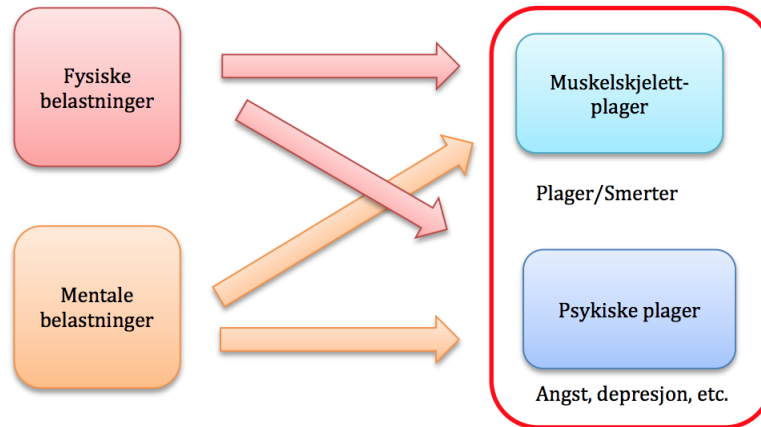 Fysiske
belastninger
Muskelskjelett-
plager
Plager/Smerter
Mentale
belastninger
Psykiske plager
Angst, depresjon, etc.